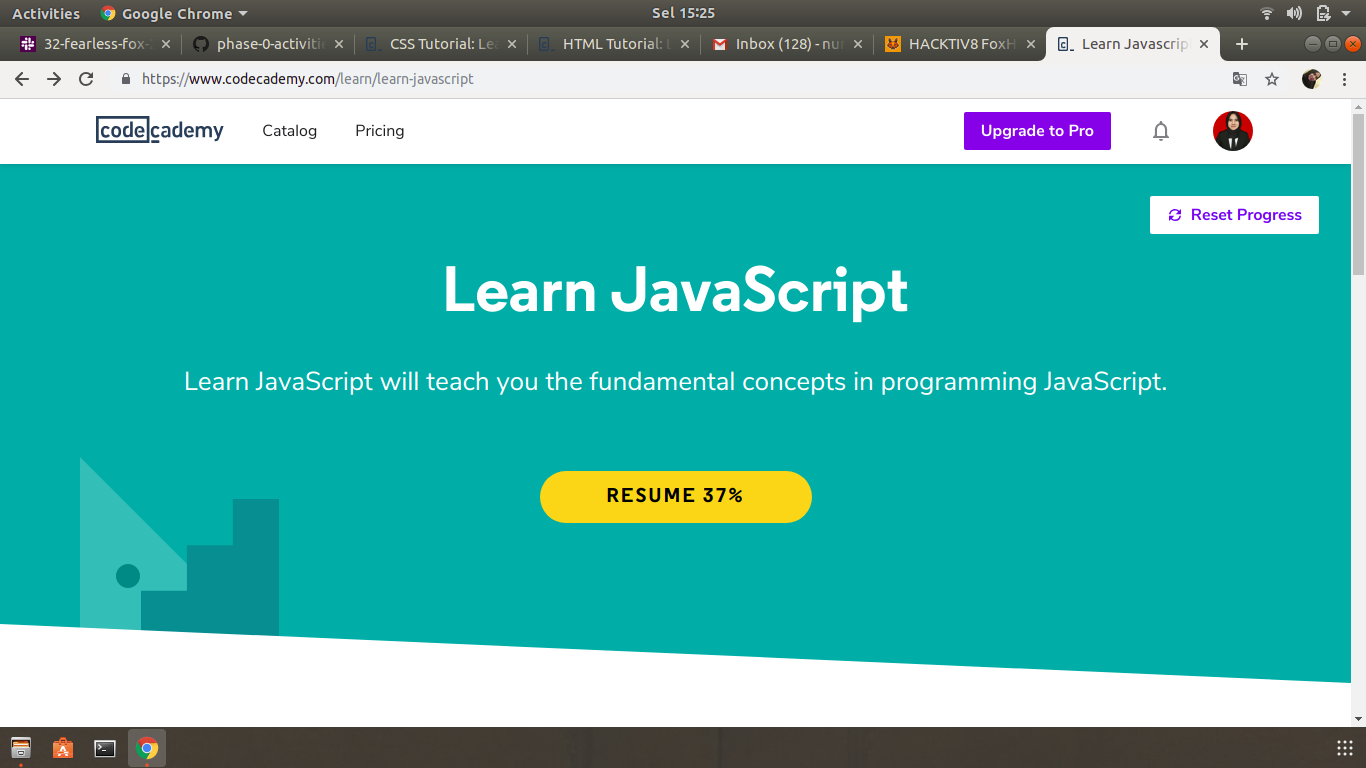 Activities Google Chrome Sel 15:25
32-fearless-fox- phase-0-activiti CSS Tutorial: Lea HTML Tutorial: Inbox (128) - nu HACKTIV8 FoxH Learn Javascrip
https://www.codecademy.com/learn/learn-javascript
codecademy Catalog Pricing Upgrade to Pro
Reset Progress
Learn JavaScript
Learn JavaScript will teach you the fundamental concepts in programming JavaScript.
RESUME 37%